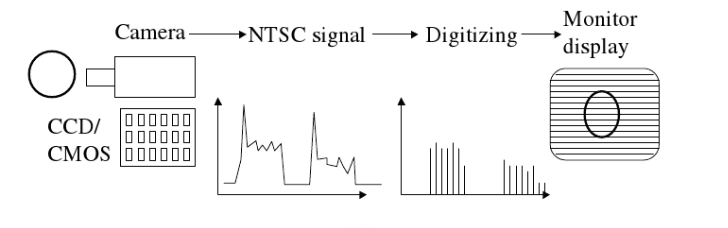 Camera
NTSC signal
Digitizing
Monitor
display
CCD/
CMOS